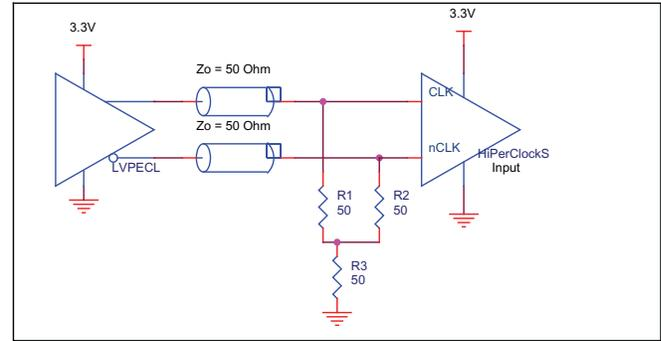 3.3V
3.3V
Zo = 50 Ohm
CLK
Zo = 50 Ohm
nCLK
HiPerClockS
Input
LVPECL
R1
50
R2
50
R3
50